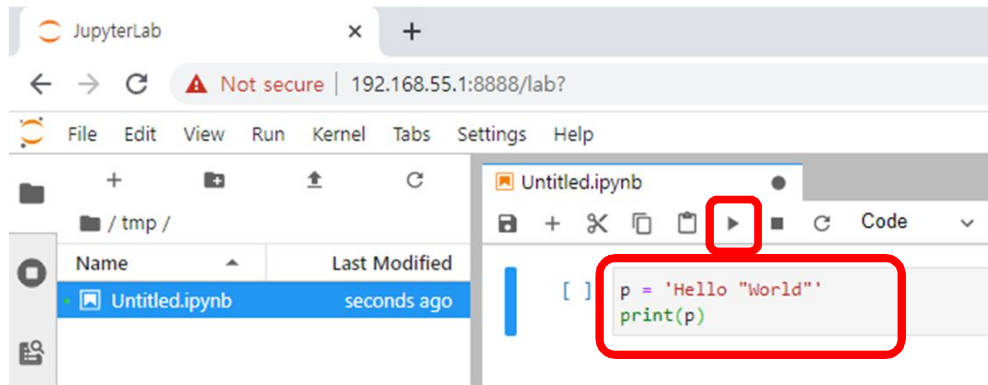 JupyterLab
Not secure | 192.168.55.1:8888/lab?
File Edit View Run Kernel Tabs Settings Help
Untitled.ipynb
/ tmp /
Code
Name Last Modified
Untitled.ipynb seconds ago
[ ] p = 'Hello "World"'
print(p)